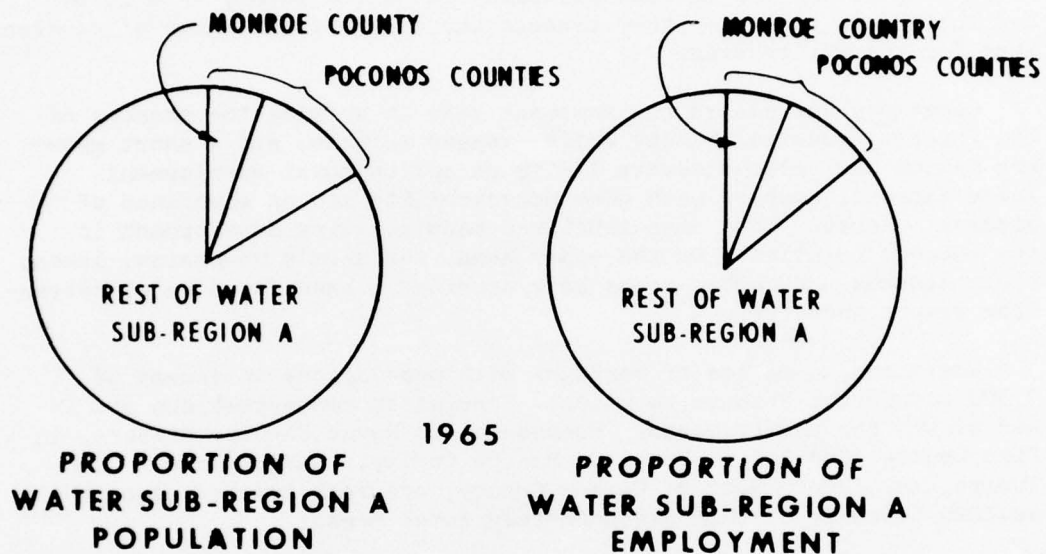 MONROE COUNTY
POCONOS COUNTIES
REST OF WATER
SUB-REGION A
MONROE COUNTRY
POCONOS COUNTIES
REST OF WATER
SUB-REGION A
1965
PROPORTION OF
WATER SUB-REGION A
POPULATION
PROPORTION OF
WATER SUB-REGION A
EMPLOYMENT